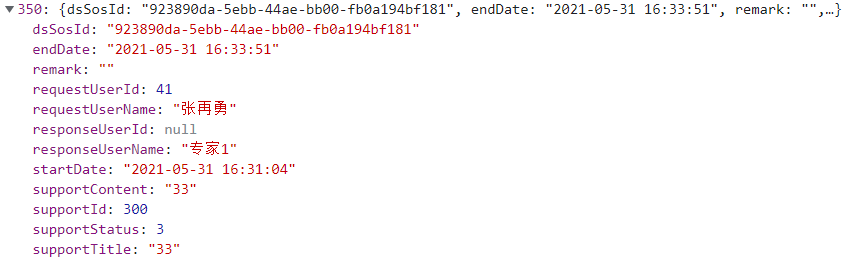 350: {dsSosId: "923890da-5ebb-44ae-bb00-fb0a194bf181", endDate: "2021-05-31 16:33:51", remark: "",…}
dsSosId: "923890da-5ebb-44ae-bb00-fb0a194bf181"
endDate: "2021-05-31 16:33:51"
remark: ""
requestUserId: 41
requestUserName: "张再勇"
responseUserId: null
responseUserName: "专家1"
startDate: "2021-05-31 16:31:04"
supportContent: "33"
supportId: 300
supportStatus: 3
supportTitle: "33"